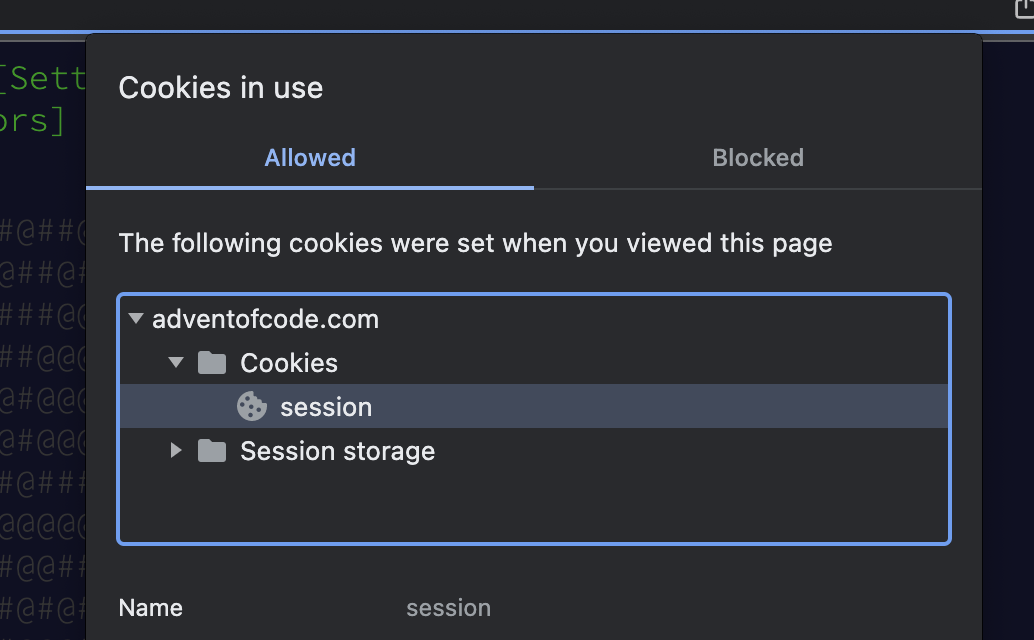 [Sett
ors]
Cookies in use
Allowed
Blocked
The following cookies were set when you viewed this page
adventofcode.com
Cookies
session
Session storage
Name
session
#@##@
@##@#
###@@
##@@@
@#@@@
@#@@@
#@###
@@@@@
#@@##
#@#@#